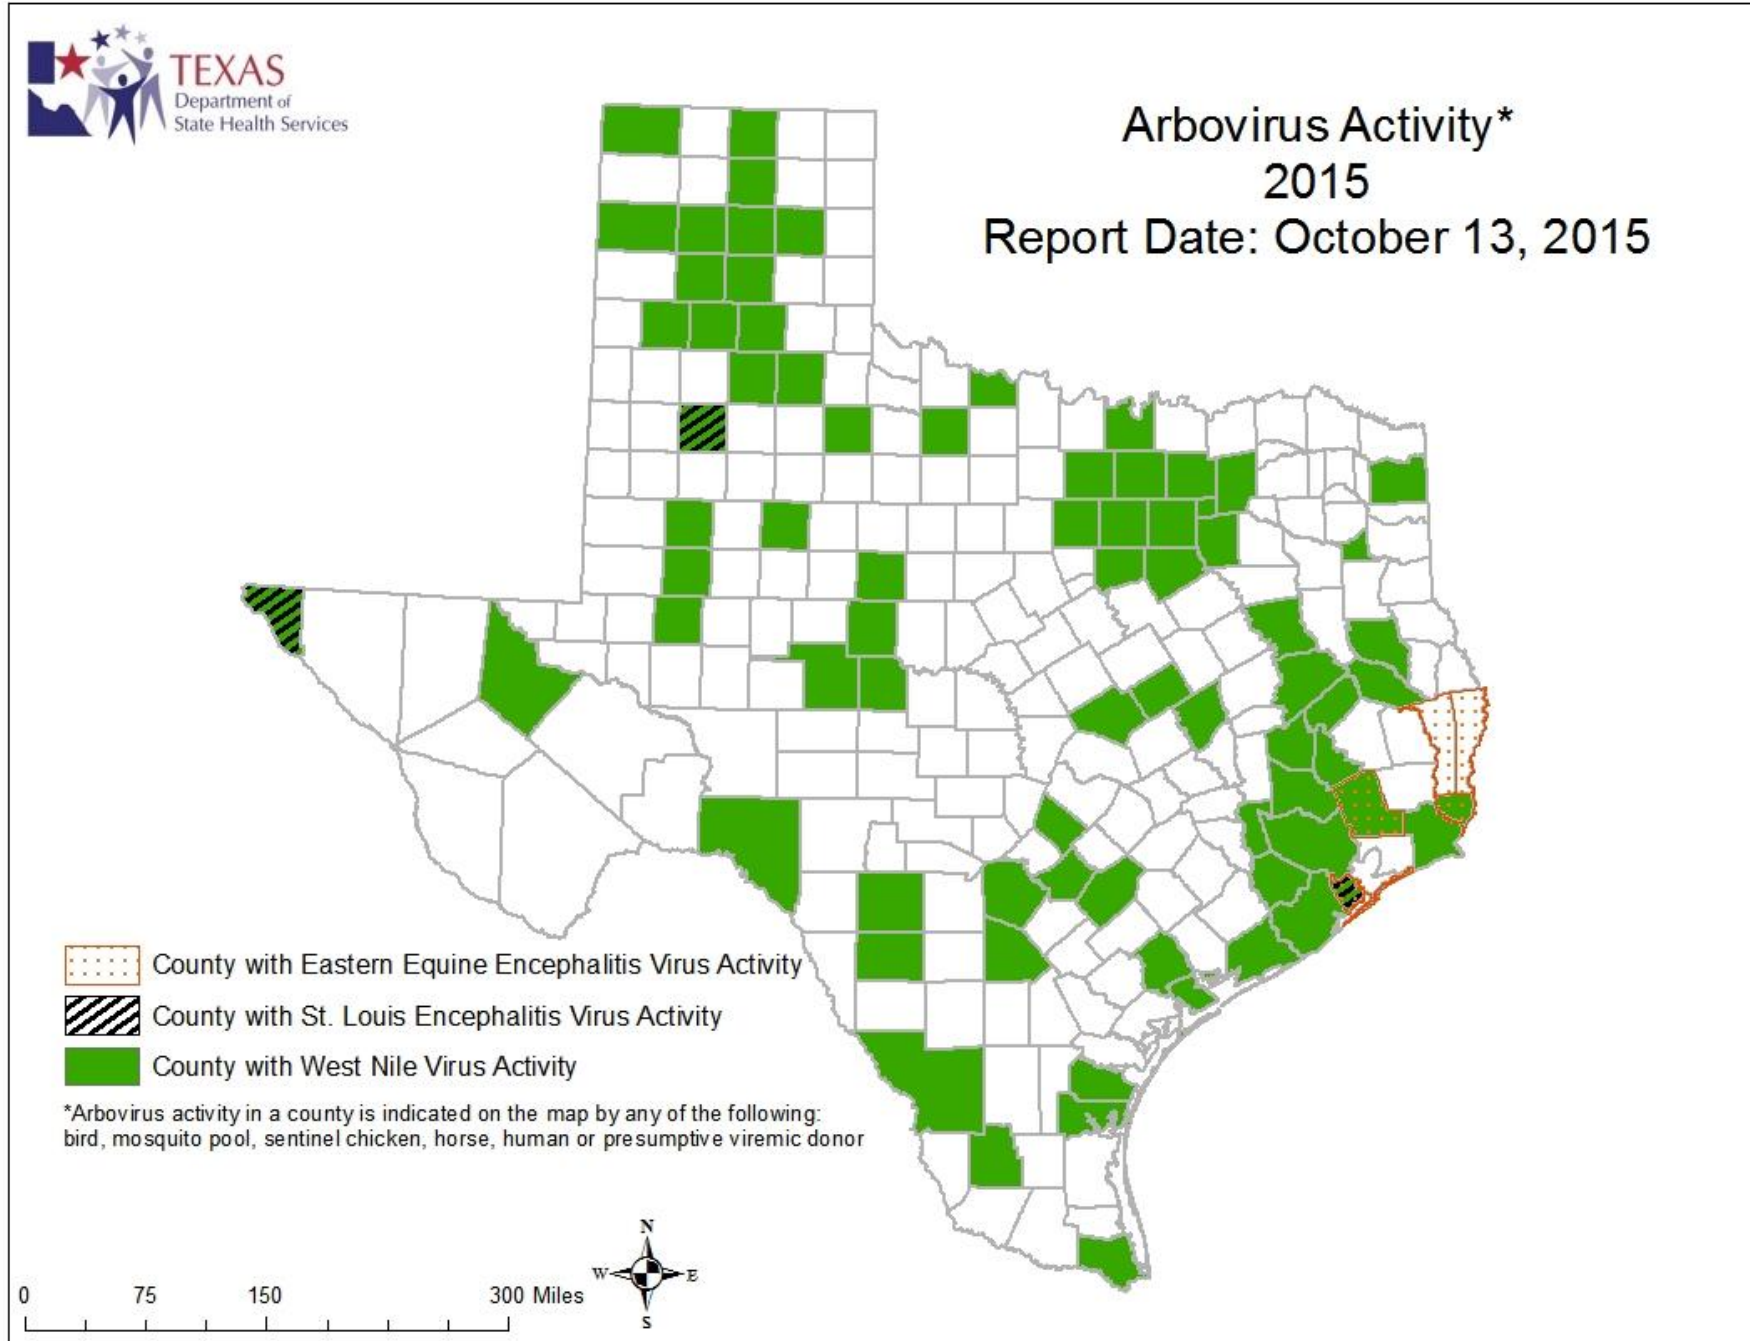 TEXAS
Department of
State Health Services
Arbovirus Activity*
2015
Report Date: October 13, 2015
County with Eastern Equine Encephalitis Virus Activity
County with St. Louis Encephalitis Virus Activity
County with West Nile Virus Activity
*Arbovirus activity in a county is indicated on the map by any of the following:
bird, mosquito pool, sentinel chicken, horse, human or presumptive viremic donor
N
W E
S
0 75 150 300 Miles